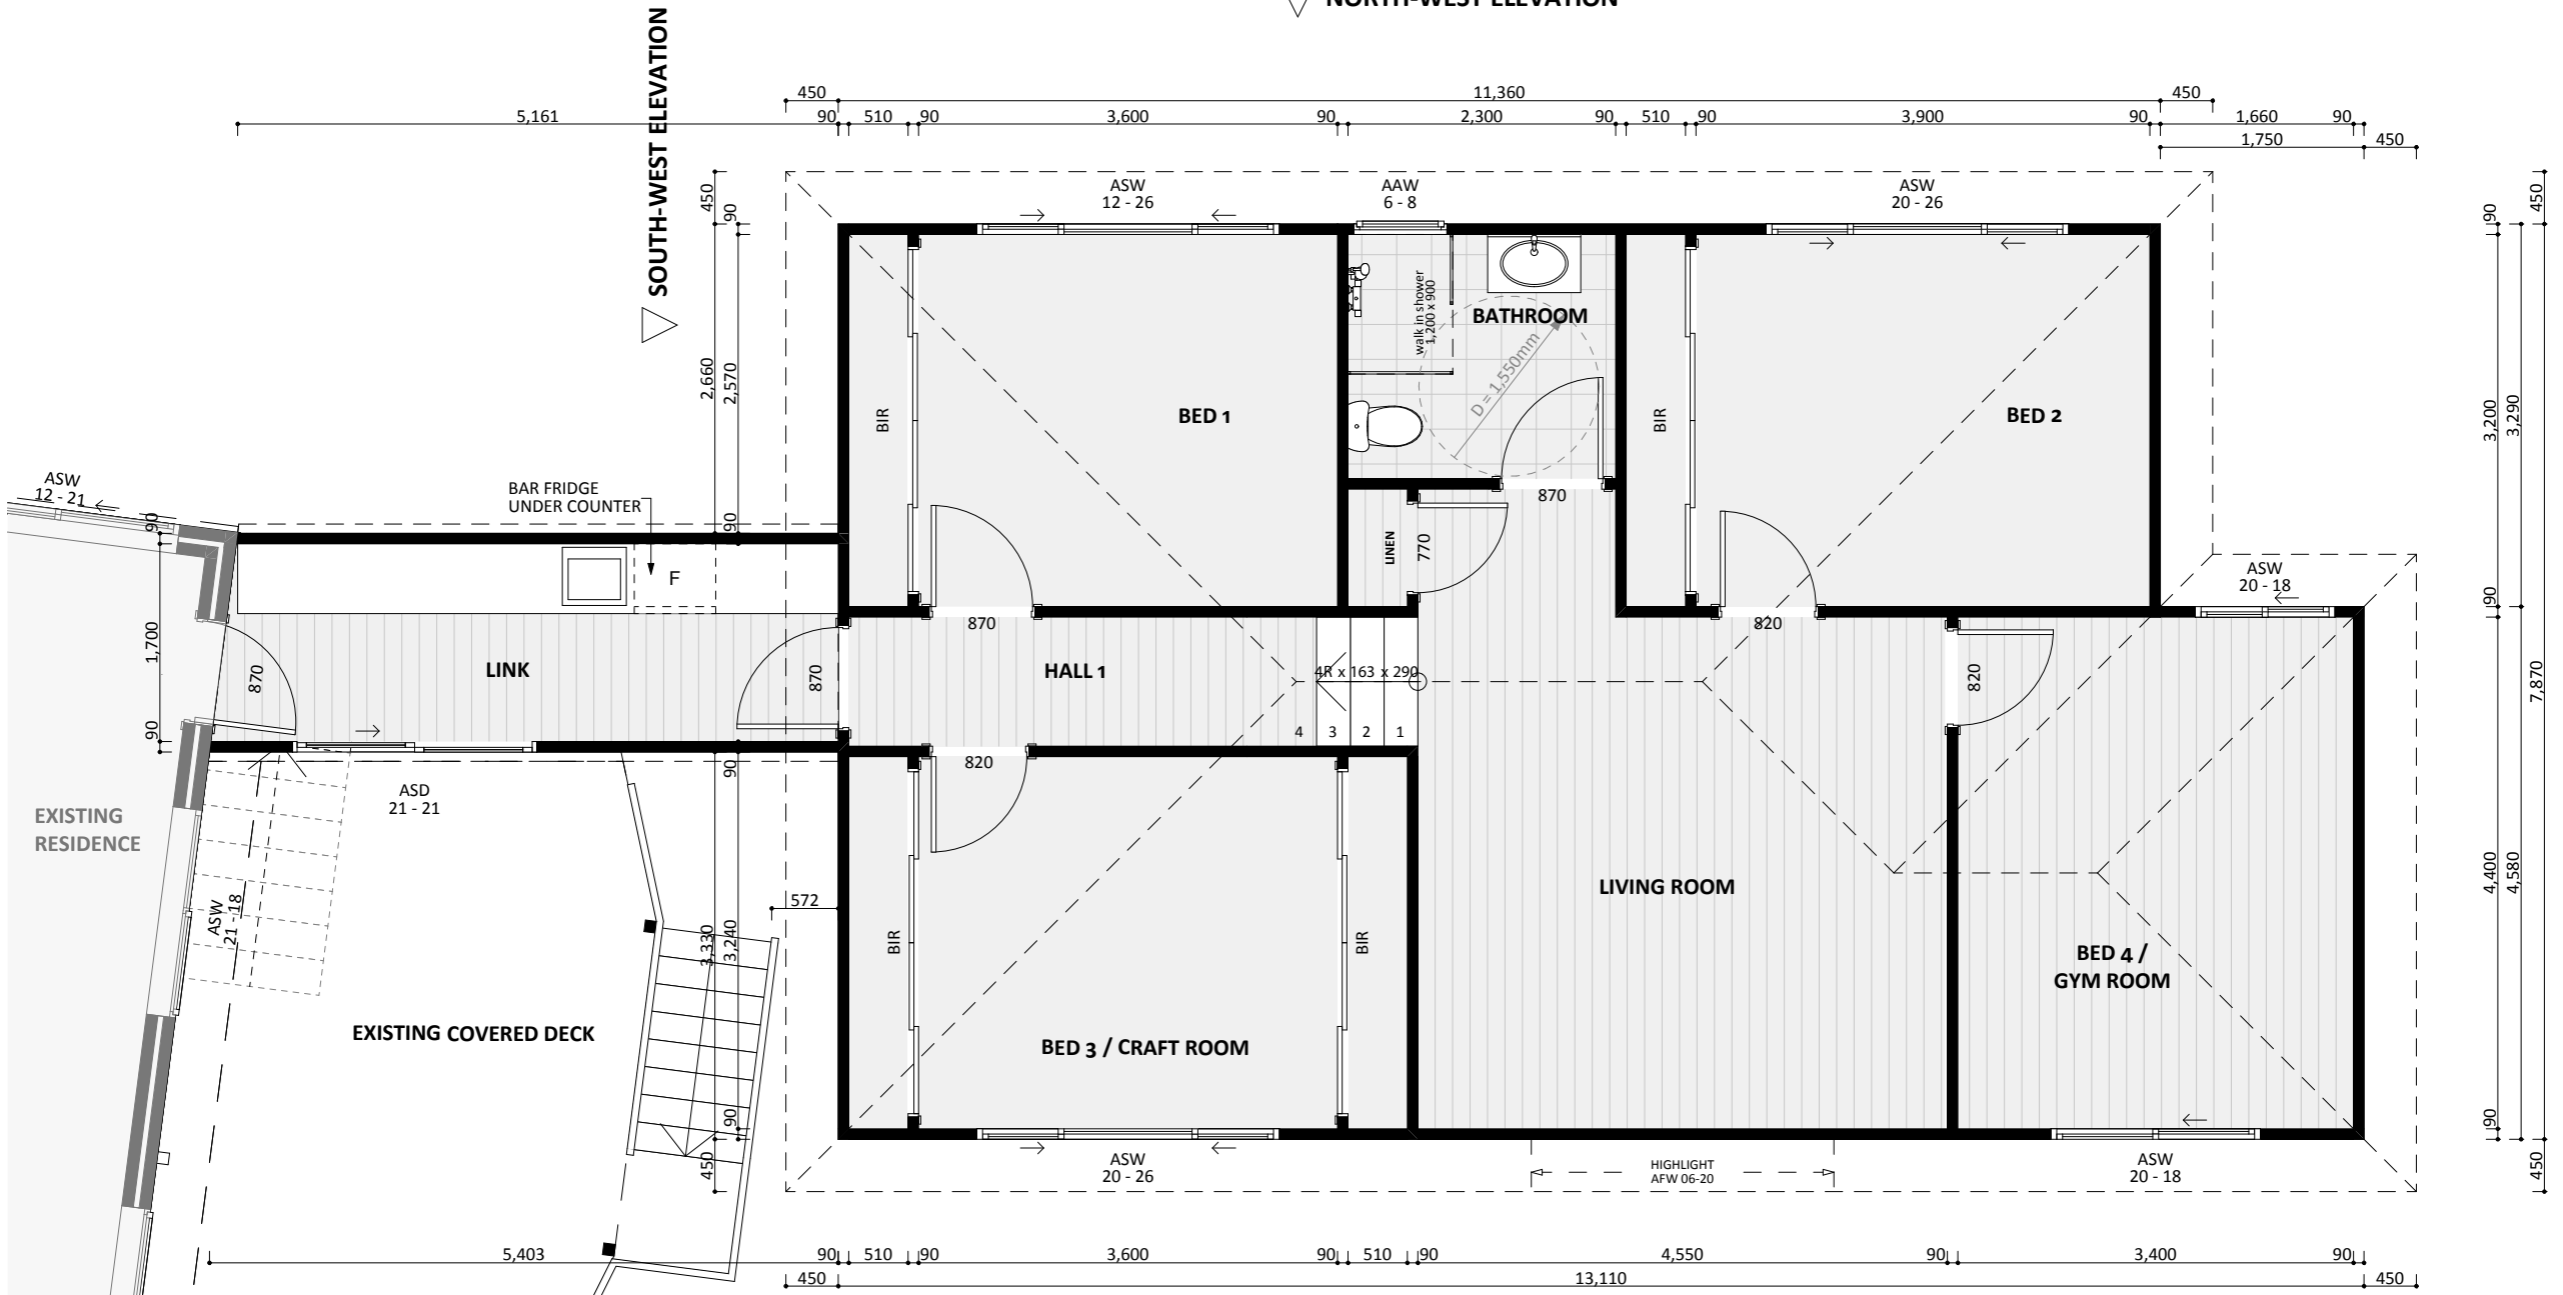 NORTH-WEST ELEVATION
SOUTH-WEST ELEVATION
450
11,360
450
5,161
90
510
90
3,600
90
2,300
90
510
90
3,900
90
1,660
90
1,750
450
ASW
12 - 26
AAW
6 - 8
ASW
20 - 26
450
90
450
90
2,660
2,570
90
walk in shower
1,200 x 900
BATHROOM
D = 1,550mm
BIR
BED 1
BIR
BED 2
3,200
3,290
ASW
12 - 21
BAR FRIDGE
UNDER COUNTER
F
870
LINEN
770
ASW
20 - 18
90
90
1,700
90
870
LINK
870
870
HALL 1
4R x 163 x 290
4
3
2
1
820
820
820
7,870
EXISTING
RESIDENCE
ASD
21 - 21
90
ASW
21 - 18
572
3,330
3,240
BIR
BIR
LIVING ROOM
4,400
4,580
BED 4 /
GYM ROOM
EXISTING COVERED DECK
BED 3 / CRAFT ROOM
90
450
ASW
20 - 26
HIGHLIGHT
AFW 06-20
ASW
20 - 18
90
450
5,403
90
510
90
3,600
90
510
90
4,550
90
3,400
90
450
13,110
450